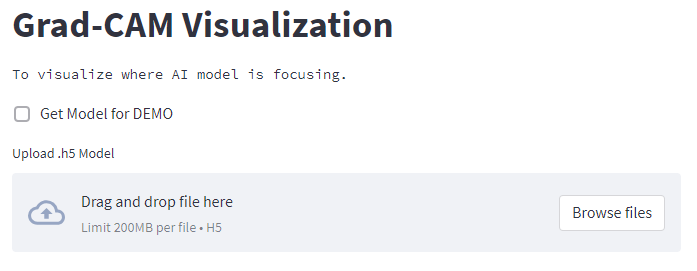 Grad-CAM Visualization
To visualize where AI model is focusing.
Get Model for DEMO
Upload .h5 Model
Drag and drop file here
Limit 200MB per file • H5
Browse files